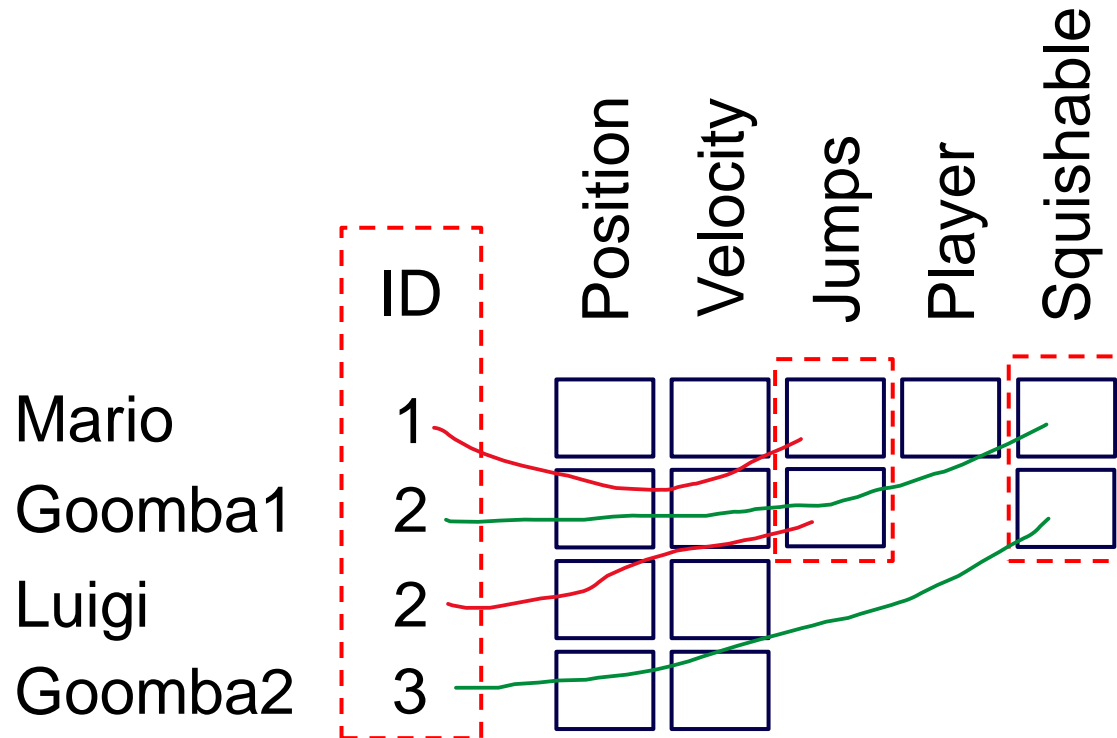 Position
Velocity
Jumps
Player
Squishable
ID
Mario 1
Goomba1 2
Luigi 2
Goomba2 3